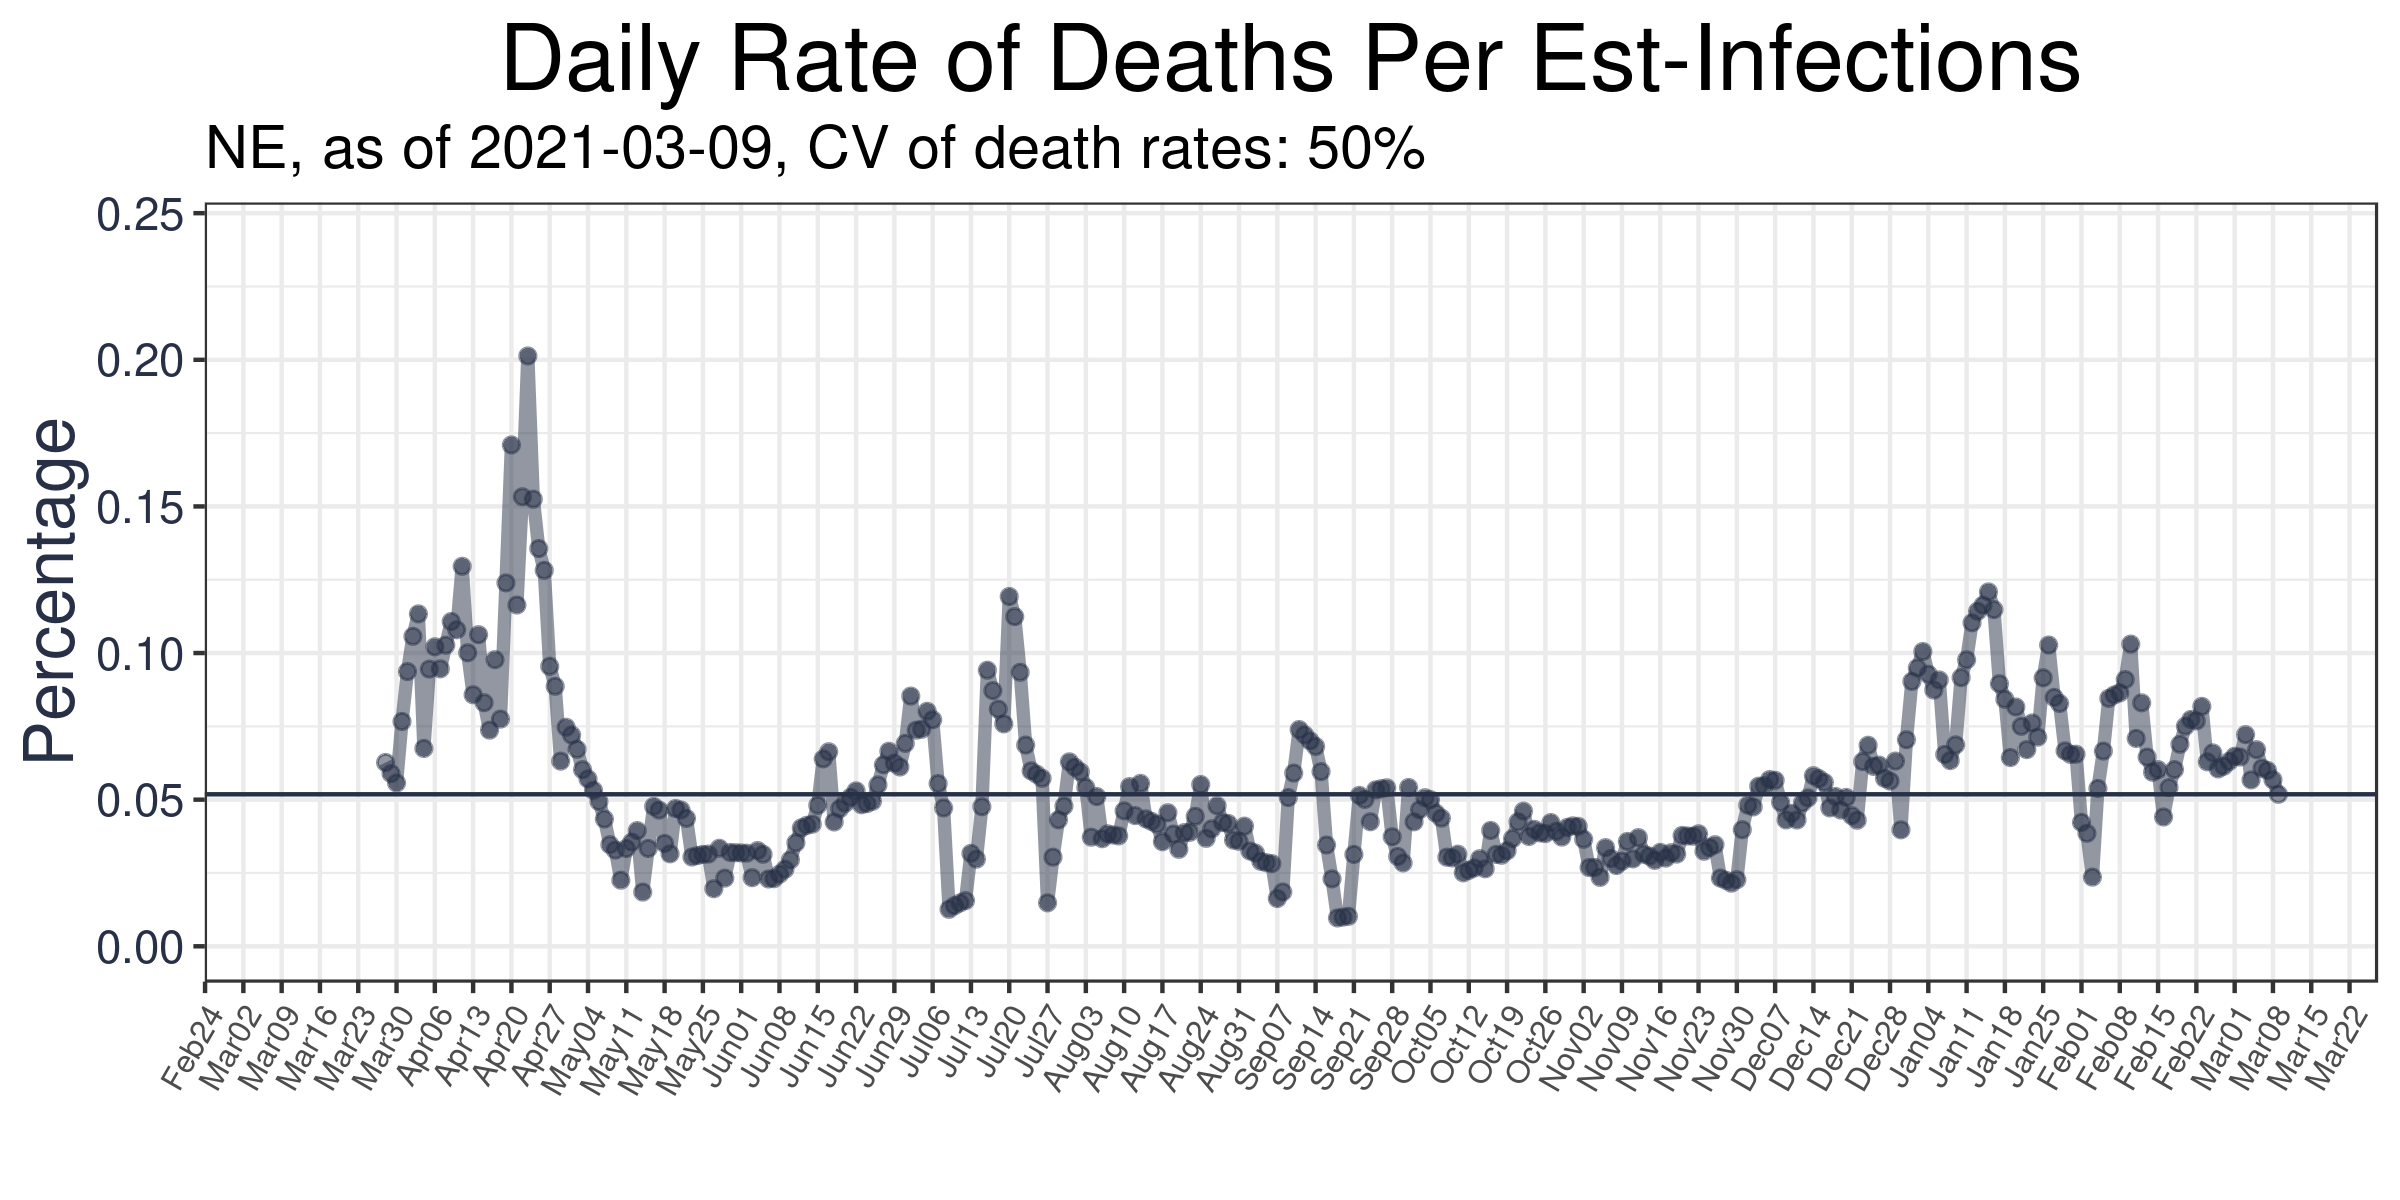 Daily Rate of Deaths Per Est-Infections
NE, as of 2021-03-09, CV of death rates: 50%
Percentage
0.25
0.20
0.15
0.10
0.05
0.00
Feb24
Mar02
Mar09
Mar16
Mar23
Mar30
Apr06
Apr13
Apr20
Apr27
May04
May11
May18
May25
Jun01
Jun08
Jun15
Jun22
Jun29
Jul06
Jul13
Jul20
Jul27
Aug03
Aug10
Aug17
Aug24
Aug31
Sep07
Sep14
Sep21
Sep28
Oct05
Oct12
Oct19
Oct26
Nov02
Nov09
Nov16
Nov23
Nov30
Dec07
Dec14
Dec21
Dec28
Jan04
Jan11
Jan18
Jan25
Feb01
Feb08
Feb15
Feb22
Mar01
Mar08
Mar15
Mar22